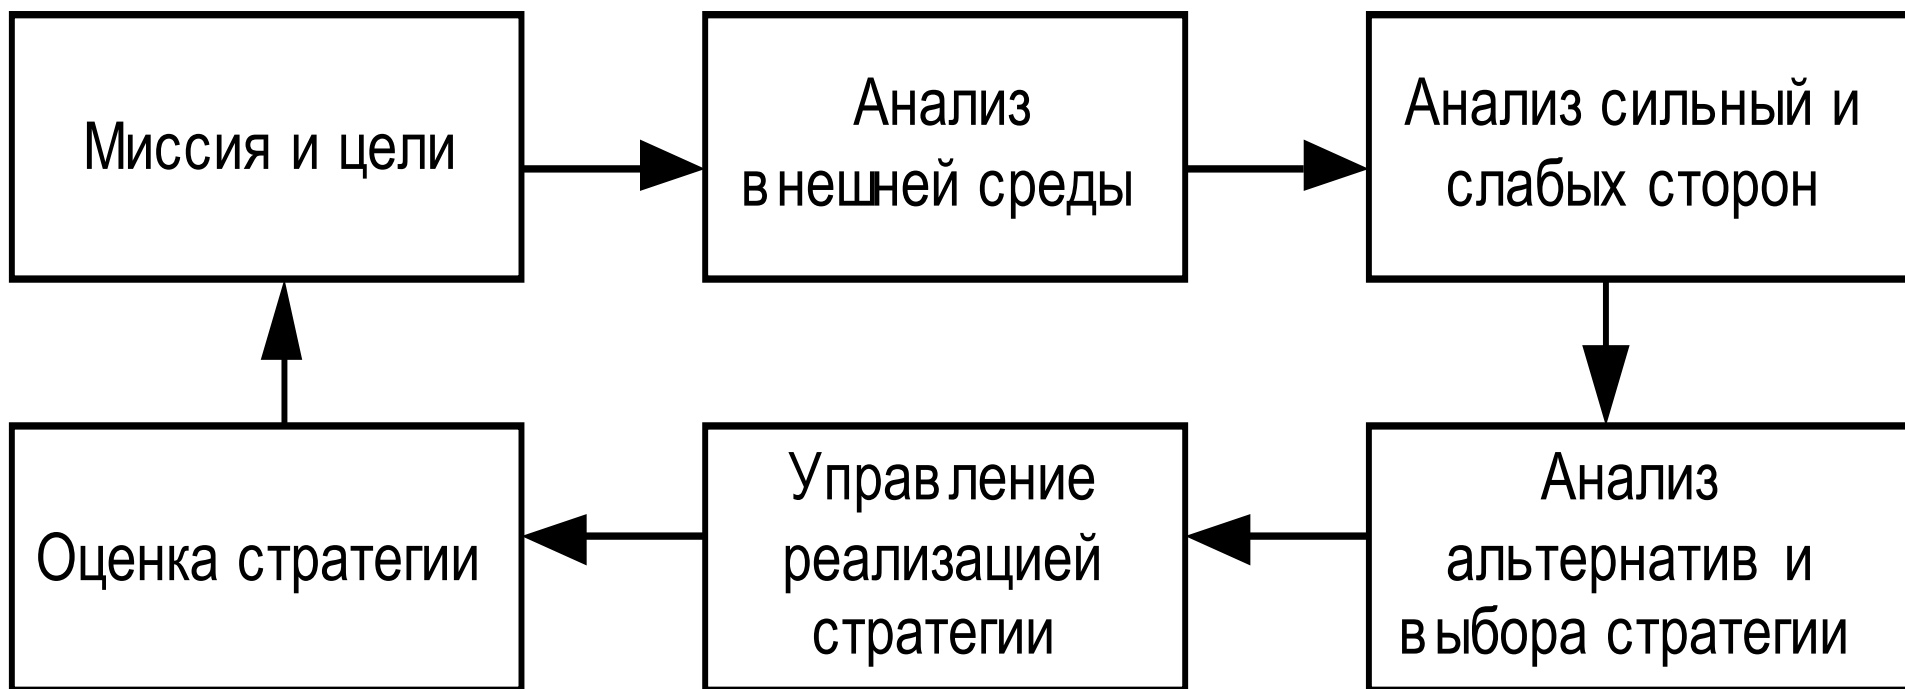 Миссия и цели
Анализ
внешней среды
Анализ сильный и
слабых сторон
Оценка стратегии
Управление
реализацией
стратегии
Анализ
альтернатив и
выбора стратегии